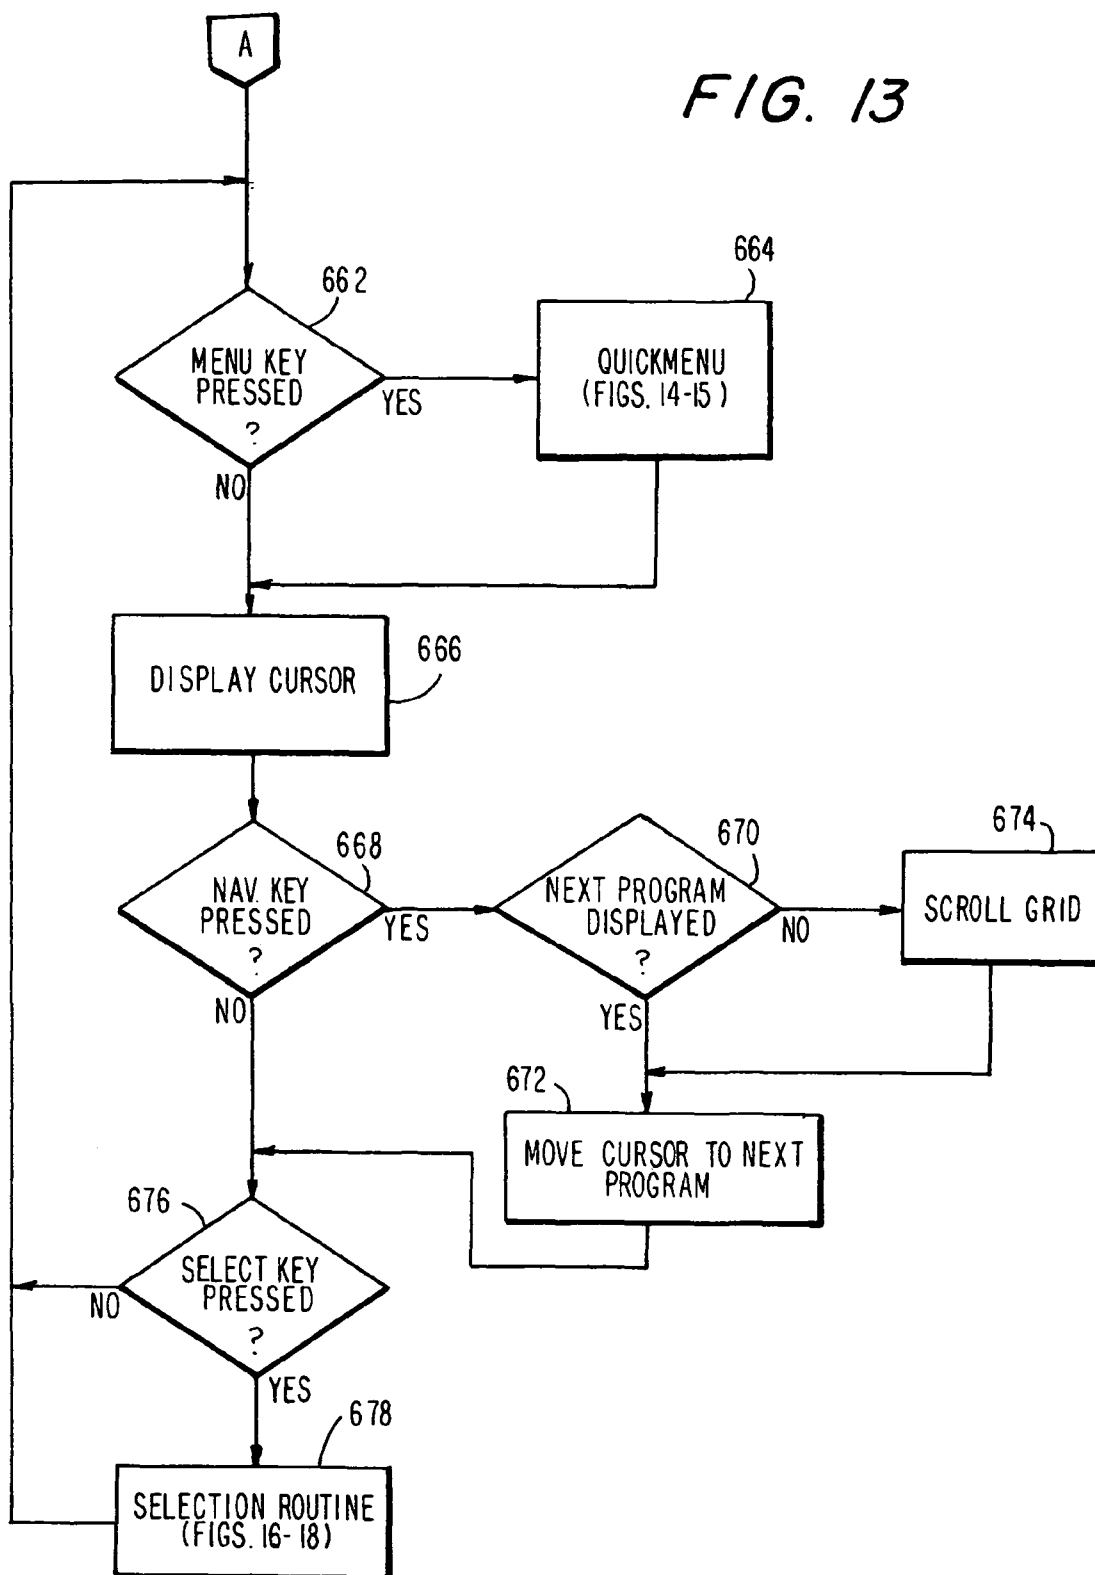 A
FIG. 13
662
664
MENU KEY
PRESSED
?
YES
NO
QUICKMENU
(FIGS. 14-15)
DISPLAY CURSOR
666
668
NAV. KEY
PRESSED
?
YES
NO
670
NEXT PROGRAM
DISPLAYED
?
NO
YES
674
SCROLL GRID
672
MOVE CURSOR TO NEXT
PROGRAM
676
SELECT KEY
PRESSED
?
NO
YES
678
SELECTION ROUTINE
(FIGS. 16-18)